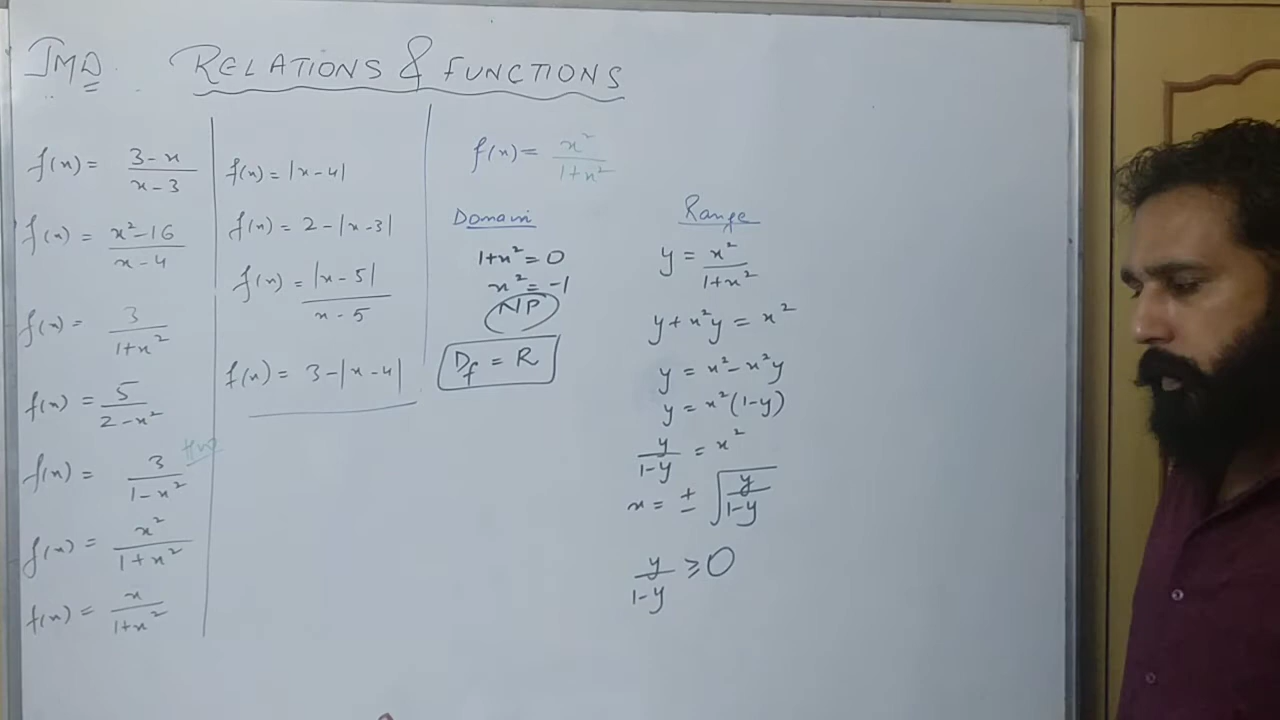 JMD. RELATIONS & FUNCTIONS
f(x) = (3-x)/(x-3)
f(x) = (x²-16)/(x-4)
f(x) = 3/(1+x²)
f(x) = 5/(2-x²)
HW
f(x) = 3/(1-x²)
f(x) = x²/(1+x²)
f(x) = x/(1+x²)
f(x) = |x-4|
f(x) = 2-|x-3|
f(x) = |x-5|/(x-5)
f(x) = 3-|x-4|
f(x) = x²/(1+x²)
Domain
1+x² = 0
x² = -1
NP
D_f = R
Range
y = x²/(1+x²)
y + x²y = x²
y = x² - x²y
y = x²(1-y)
y/(1-y) = x²
x = ± √(y/(1-y))
y/(1-y) ≥ 0